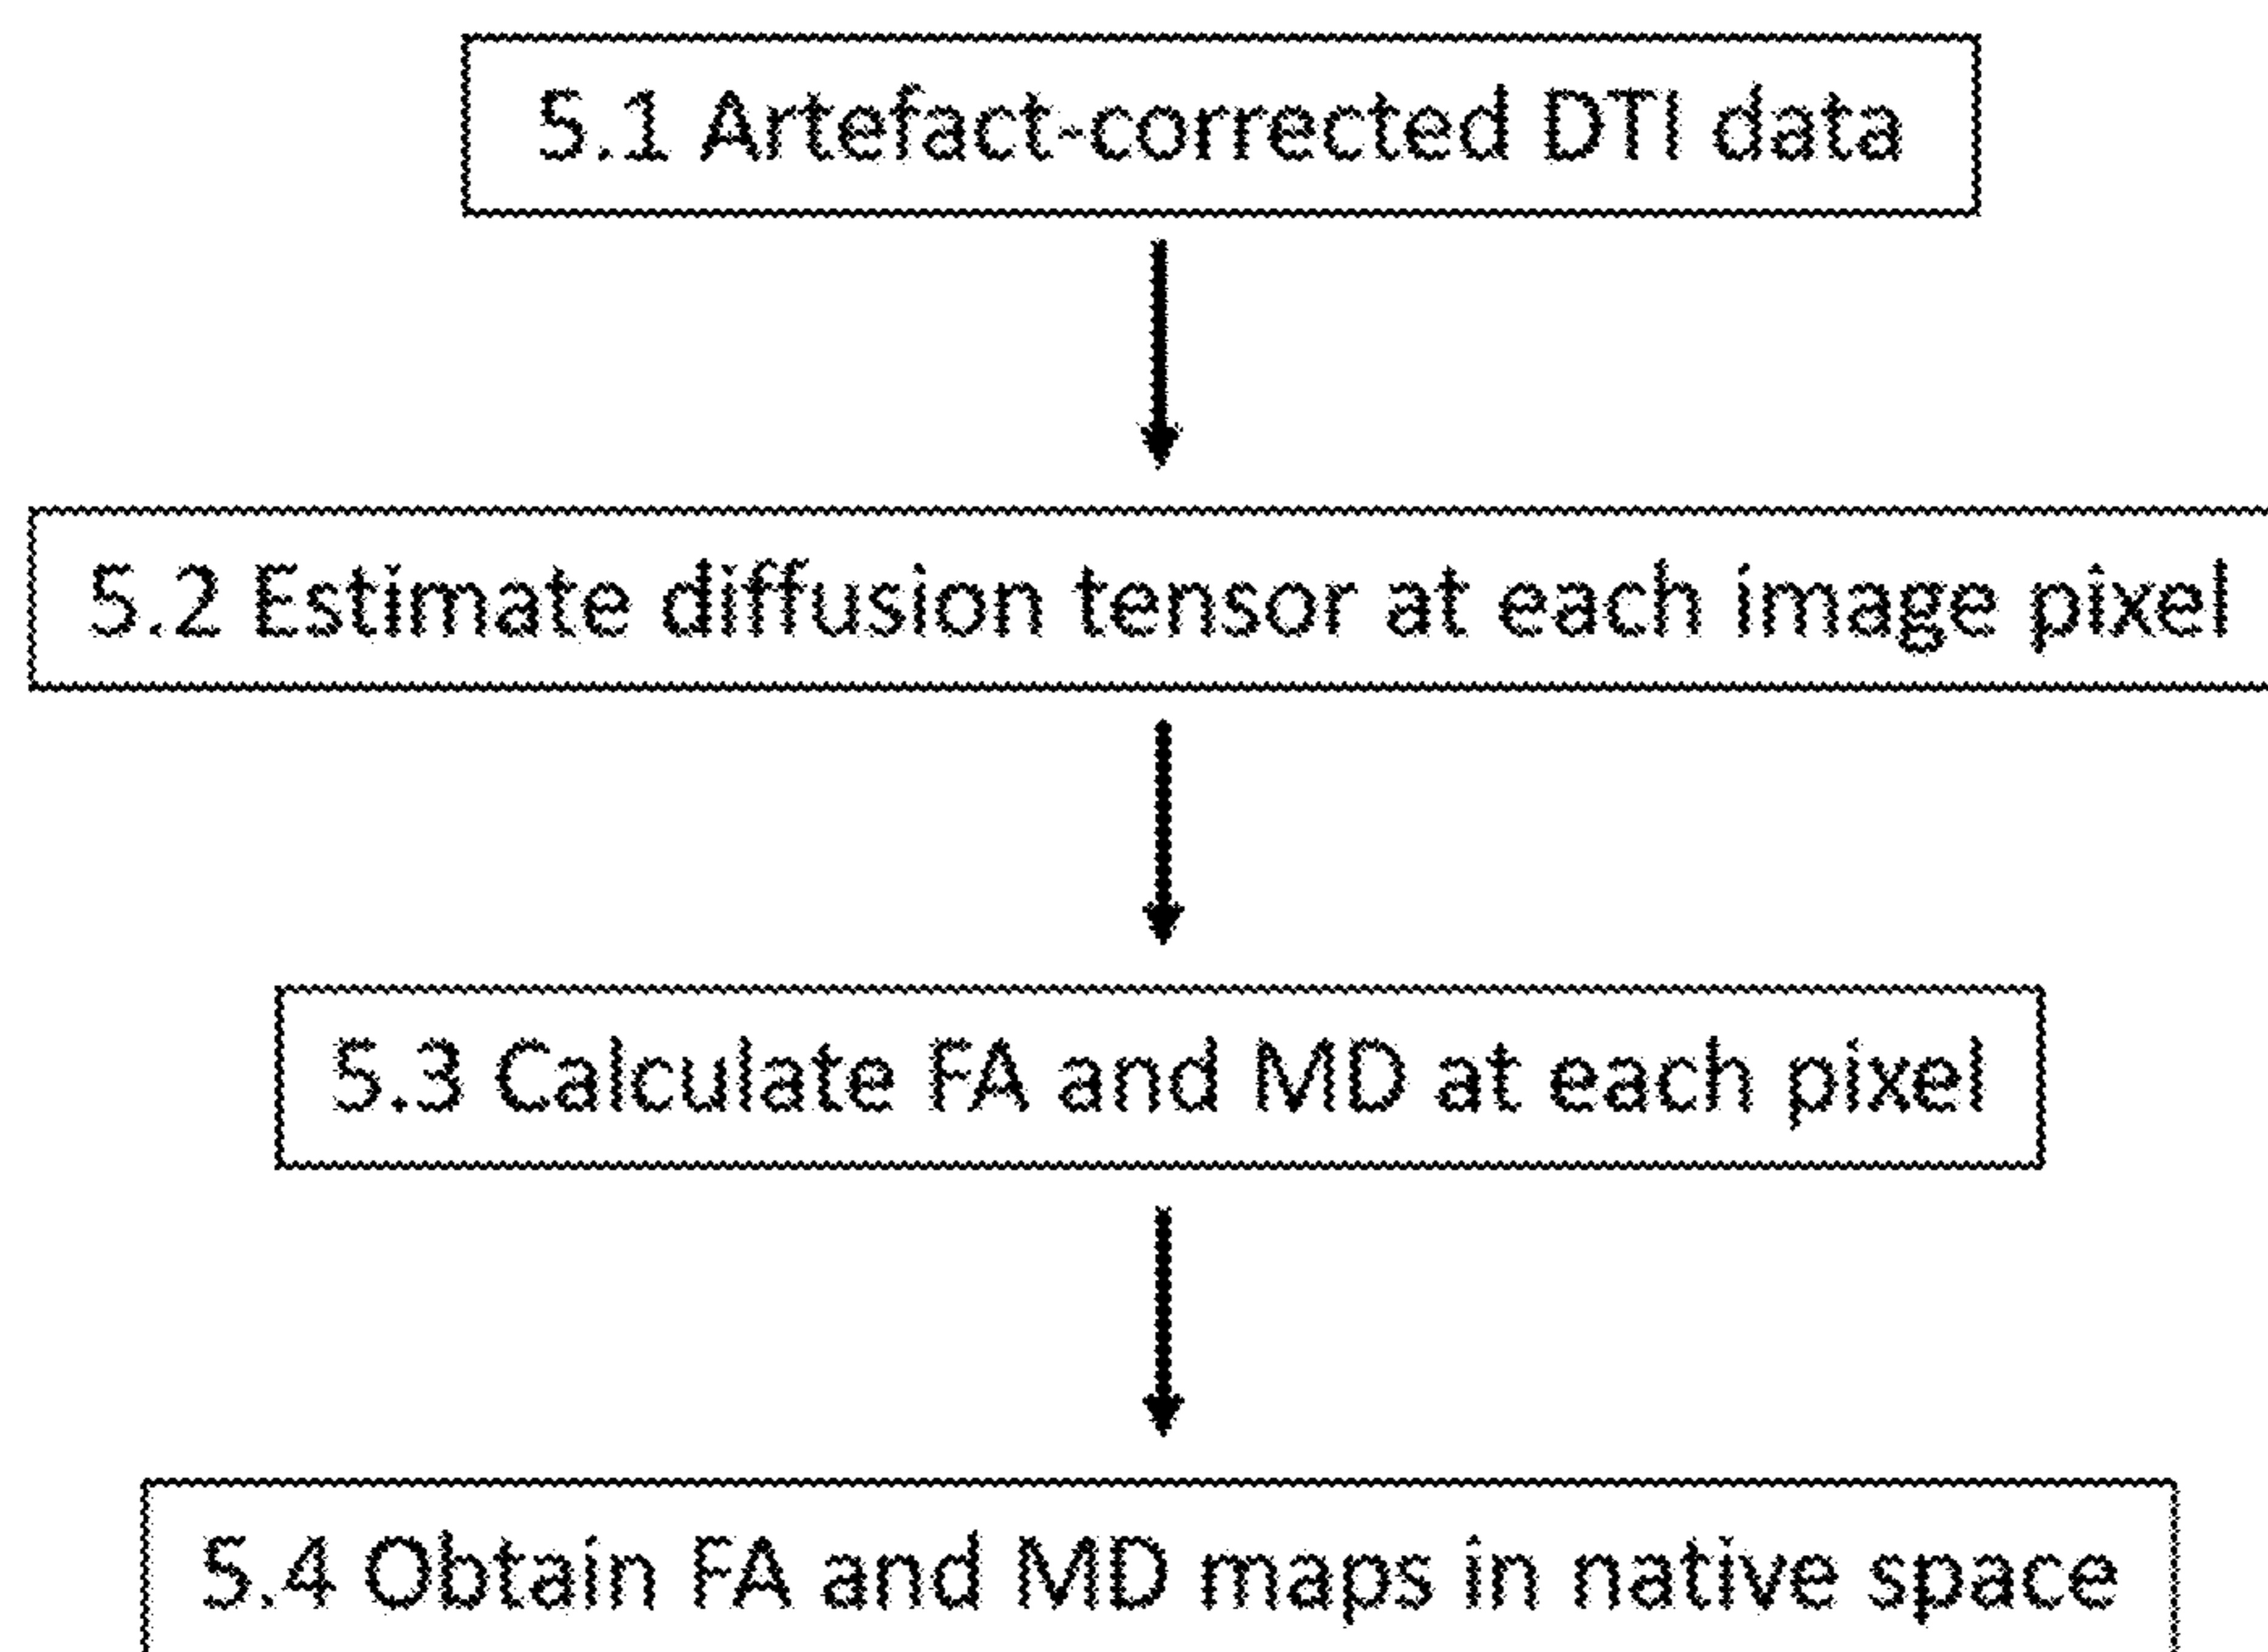 5.1 Artefact-corrected DTI data
5.2 Estimate diffusion tensor at each image pixel
5.3 Calculate FA and MD at each pixel
5.4 Obtain FA and MD maps in native space